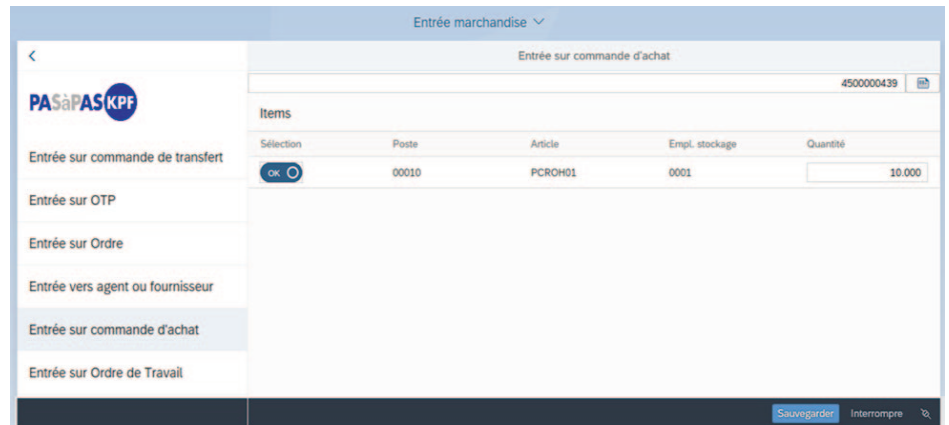 Entrée marchandise
Entrée sur commande d'achat
PASàPAS KPF
4500000439
Items
Sélection Poste Article Empl. stockage Quantité
OK 00010 PCROH01 0001 10.000
Entrée sur commande de transfert
Entrée sur OTP
Entrée sur Ordre
Entrée vers agent ou fournisseur
Entrée sur commande d'achat
Entrée sur Ordre de Travail
Sauvegarder Interrompre